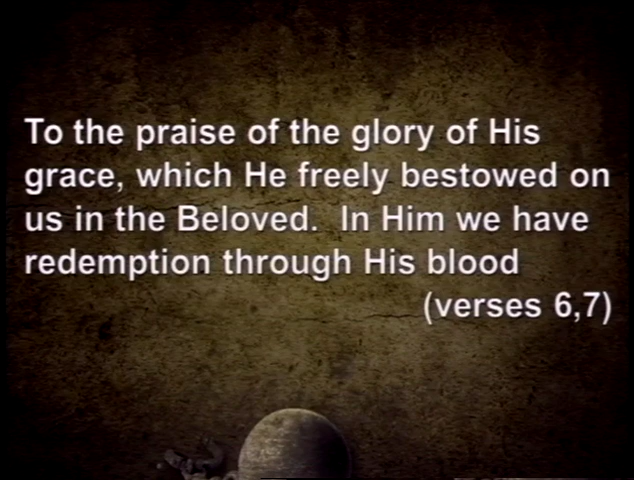 To the praise of the glory of His
grace, which He freely bestowed on
us in the Beloved.  In Him we have
redemption through His blood
(verses 6,7)